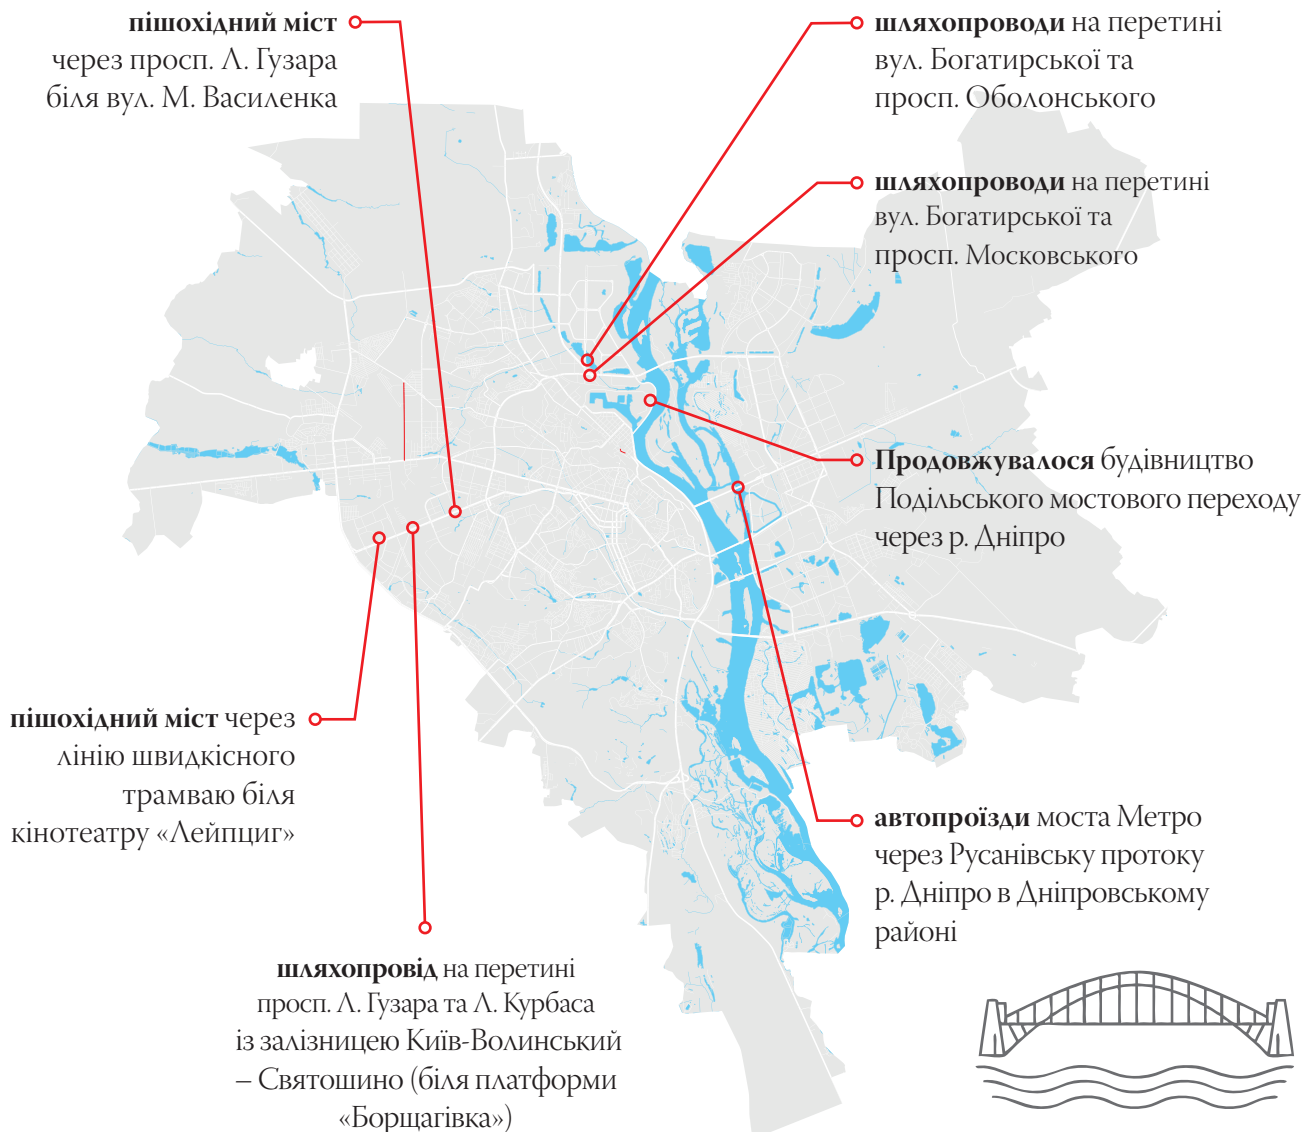 пішохідний міст
через просп. Л. Гузара
біля вул. М. Василенка
шляхопроводи на перетині
вул. Богатирської та
просп. Оболонського
шляхопроводи на перетині
вул. Богатирської та
просп. Московського
Продовжувалося будівництво
Подільського мостового переходу
через р. Дніпро
пішохідний міст через
лінію швидкісного
трамваю біля
кінотеатру «Лейпциг»
автопроїзди моста Метро
через Русанівську протоку
р. Дніпро в Дніпровському
районі
шляхопровід на перетині
просп. Л. Гузара та Л. Курбаса
із залізницею Київ-Волинський
– Святошино (біля платформи
«Борщагівка»)